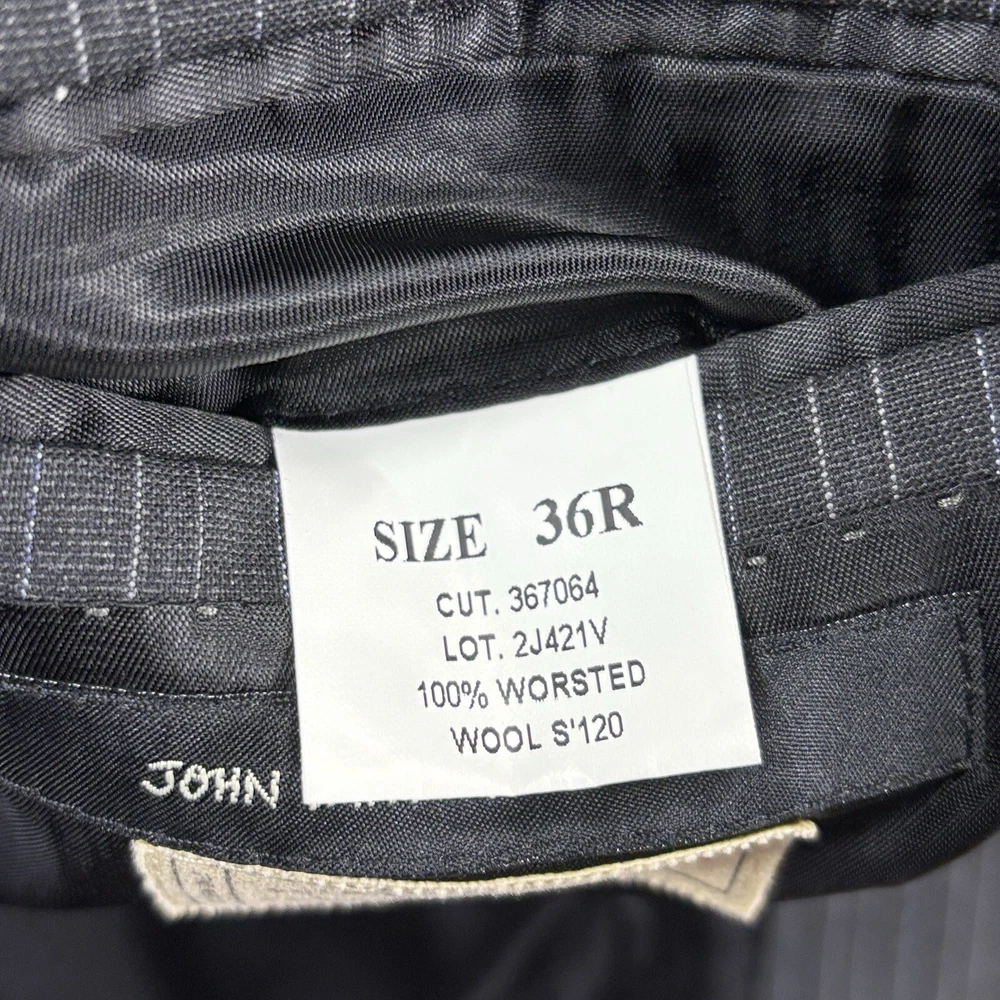 SIZE 36R
CUT. 367064
LOT. 2J421V
100% WORSTED
WOOL S'120
JOHN